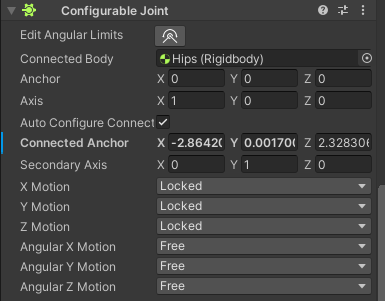 Configurable Joint
Edit Angular Limits
Connected Body Hips (Rigidbody)
Anchor X 0 Y 0 Z 0
Axis X 1 Y 0 Z 0
Auto Configure Connect
Connected Anchor X -2.8642 Y 0.001700 Z 2.328306
Secondary Axis X 0 Y 1 Z 0
X Motion Locked
Y Motion Locked
Z Motion Locked
Angular X Motion Free
Angular Y Motion Free
Angular Z Motion Free